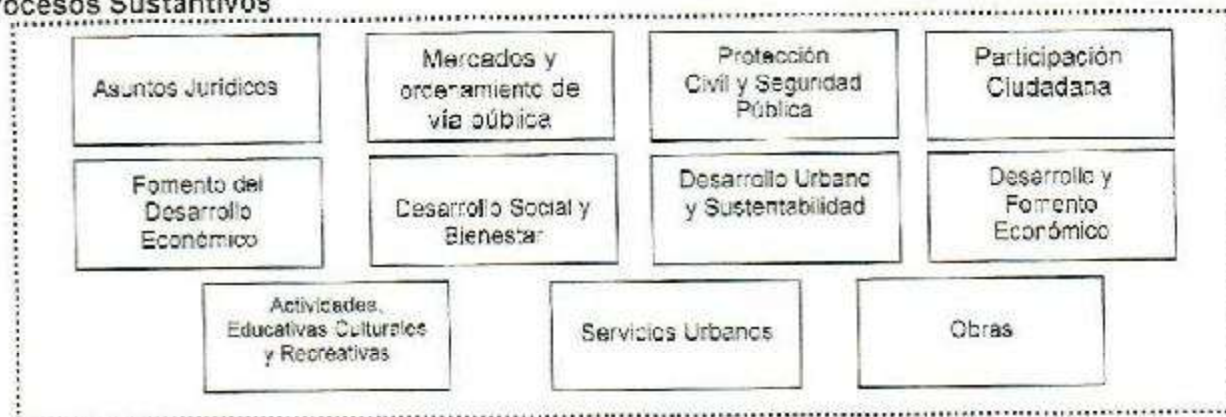 Procesos Sustantivos
Asuntos Jurídicos
Mercados y
ordenamiento de
vía pública
Protección
Civil y Seguridad
Pública
Participación
Ciudadana
Fomento del
Desarrollo
Económico
Desarrollo Social y
Bienestar
Desarrollo Urbano
y Sustentabilidad
Desarrollo y
Fomento
Económico
Actividades,
Educativas Culturales
y Recreativas
Servicios Urbanos
Obras